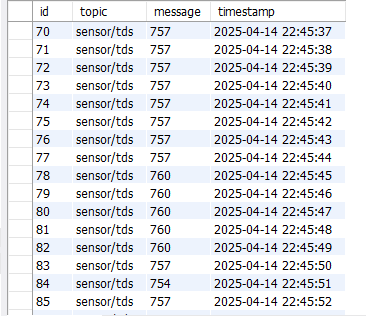 id topic message timestamp
70 sensor/tds 757 2025-04-14 22:45:37
71 sensor/tds 757 2025-04-14 22:45:38
72 sensor/tds 757 2025-04-14 22:45:39
73 sensor/tds 757 2025-04-14 22:45:40
74 sensor/tds 757 2025-04-14 22:45:41
75 sensor/tds 757 2025-04-14 22:45:42
76 sensor/tds 757 2025-04-14 22:45:43
77 sensor/tds 757 2025-04-14 22:45:44
78 sensor/tds 760 2025-04-14 22:45:45
79 sensor/tds 760 2025-04-14 22:45:46
80 sensor/tds 760 2025-04-14 22:45:47
81 sensor/tds 760 2025-04-14 22:45:48
82 sensor/tds 760 2025-04-14 22:45:49
83 sensor/tds 757 2025-04-14 22:45:50
84 sensor/tds 754 2025-04-14 22:45:51
85 sensor/tds 757 2025-04-14 22:45:52